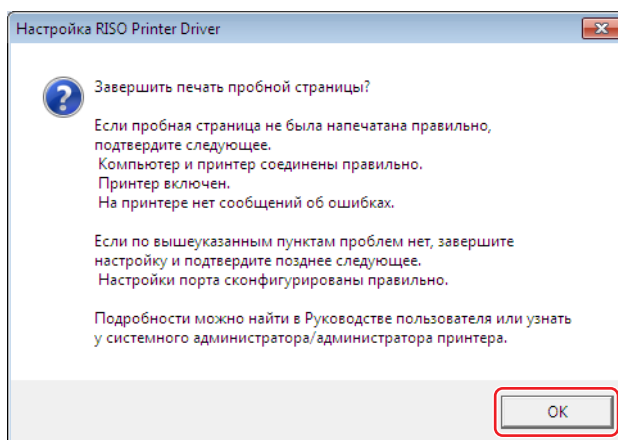 Настройка RISO Printer Driver
Завершить печать пробной страницы?
Если пробная страница не была напечатана правильно,
подтвердите следующее.
Компьютер и принтер соединены правильно.
Принтер включен.
На принтере нет сообщений об ошибках.
Если по вышеуказанным пунктам проблем нет, завершите
настройку и подтвердите позднее следующее.
Настройки порта сконфигурированы правильно.
Подробности можно найти в Руководстве пользователя или узнать
у системного администратора/администратора принтера.
OK